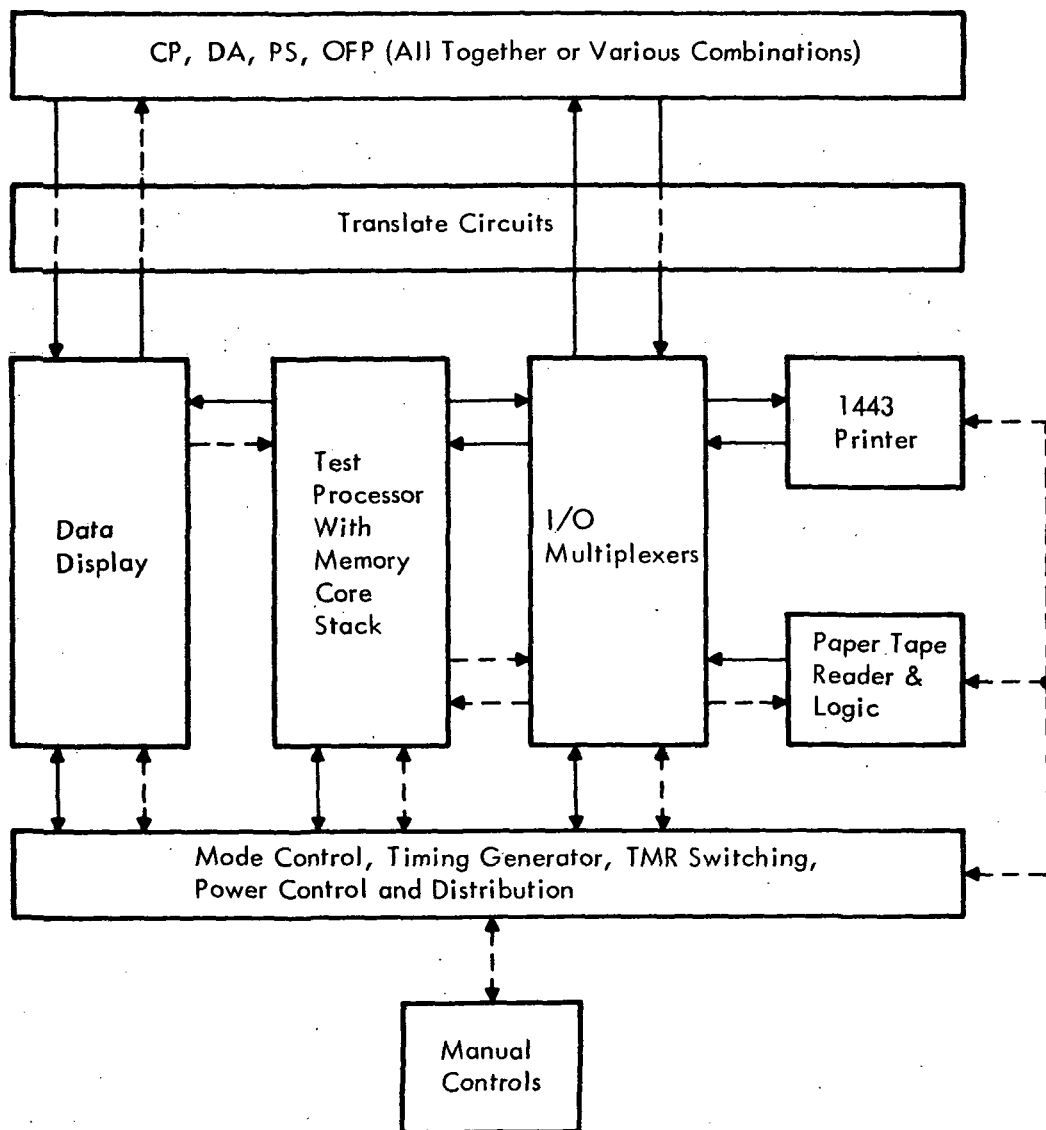 CP, DA, PS, OFP (All Together or Various Combinations)
Translate Circuits
Data
Display
Test
Processor
With
Memory
Core
Stack
I/O
Multiplexers
1443
Printer
Paper Tape
Reader &
Logic
Mode Control, Timing Generator, TMR Switching,
Power Control and Distribution
Manual
Controls